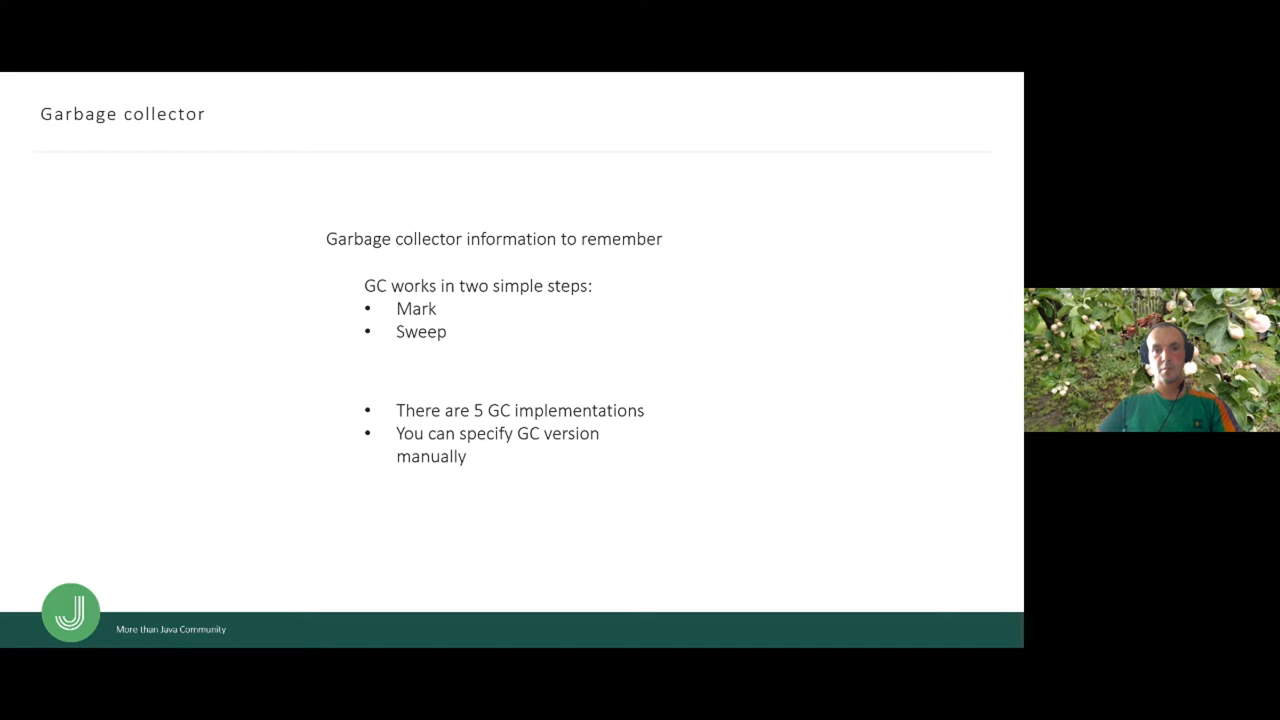 Garbage collector
Garbage collector information to remember
GC works in two simple steps:
• Mark
• Sweep
• There are 5 GC implementations
• You can specify GC version
manually
More than Java Community